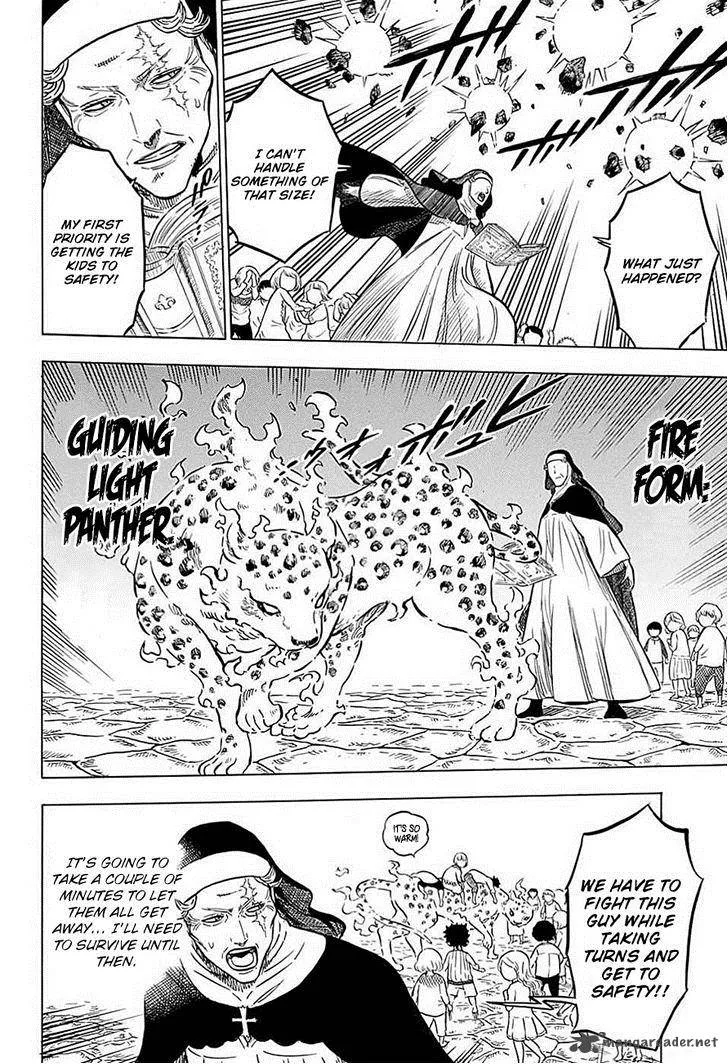 WHAT JUST
HAPPENED?
I CAN'T
HANDLE
SOMETHING OF
THAT SIZE!
MY FIRST
PRIORITY IS
GETTING THE
KIDS TO
SAFETY!
FIRE
FORM:
GUIDING
LIGHT
PANTHER
WE HAVE TO
FIGHT THIS
GUY WHILE
TAKING
TURNS AND
GET TO
SAFETY!!
IT'S SO
WARM!
IT'S GOING TO
TAKE A COUPLE OF
MINUTES TO LET
THEM ALL GET
AWAY... I'LL NEED
TO SURVIVE UNTIL
THEN.
mangareader.net